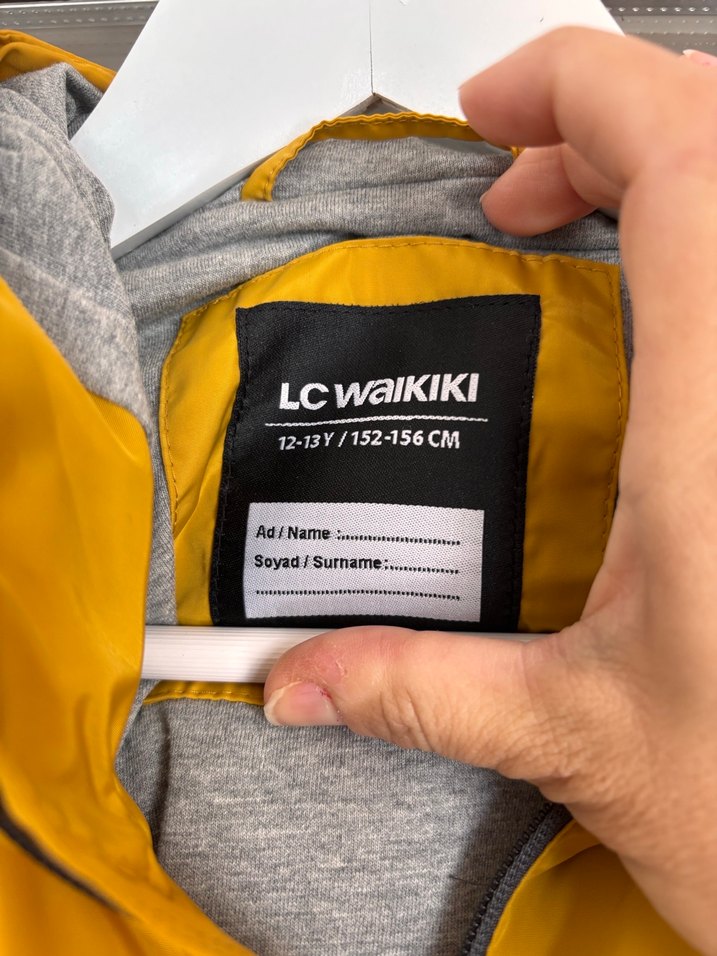 LC WAIKIKI
12-13 Y / 152-156 CM
Ad / Name :....................................
Soyad / Surname:.....................
............................................................